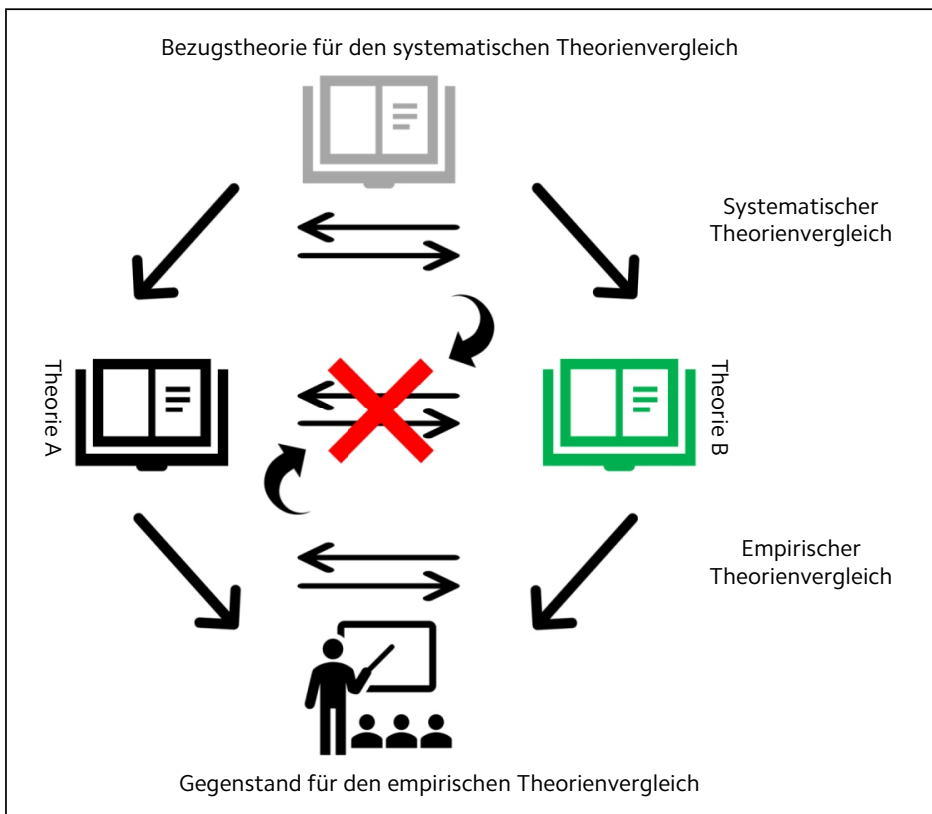 Bezugstheorie für den systematischen Theorienvergleich
Systematischer
Theorienvergleich
Theorie A
Theorie B
Empirischer
Theorienvergleich
Gegenstand für den empirischen Theorienvergleich